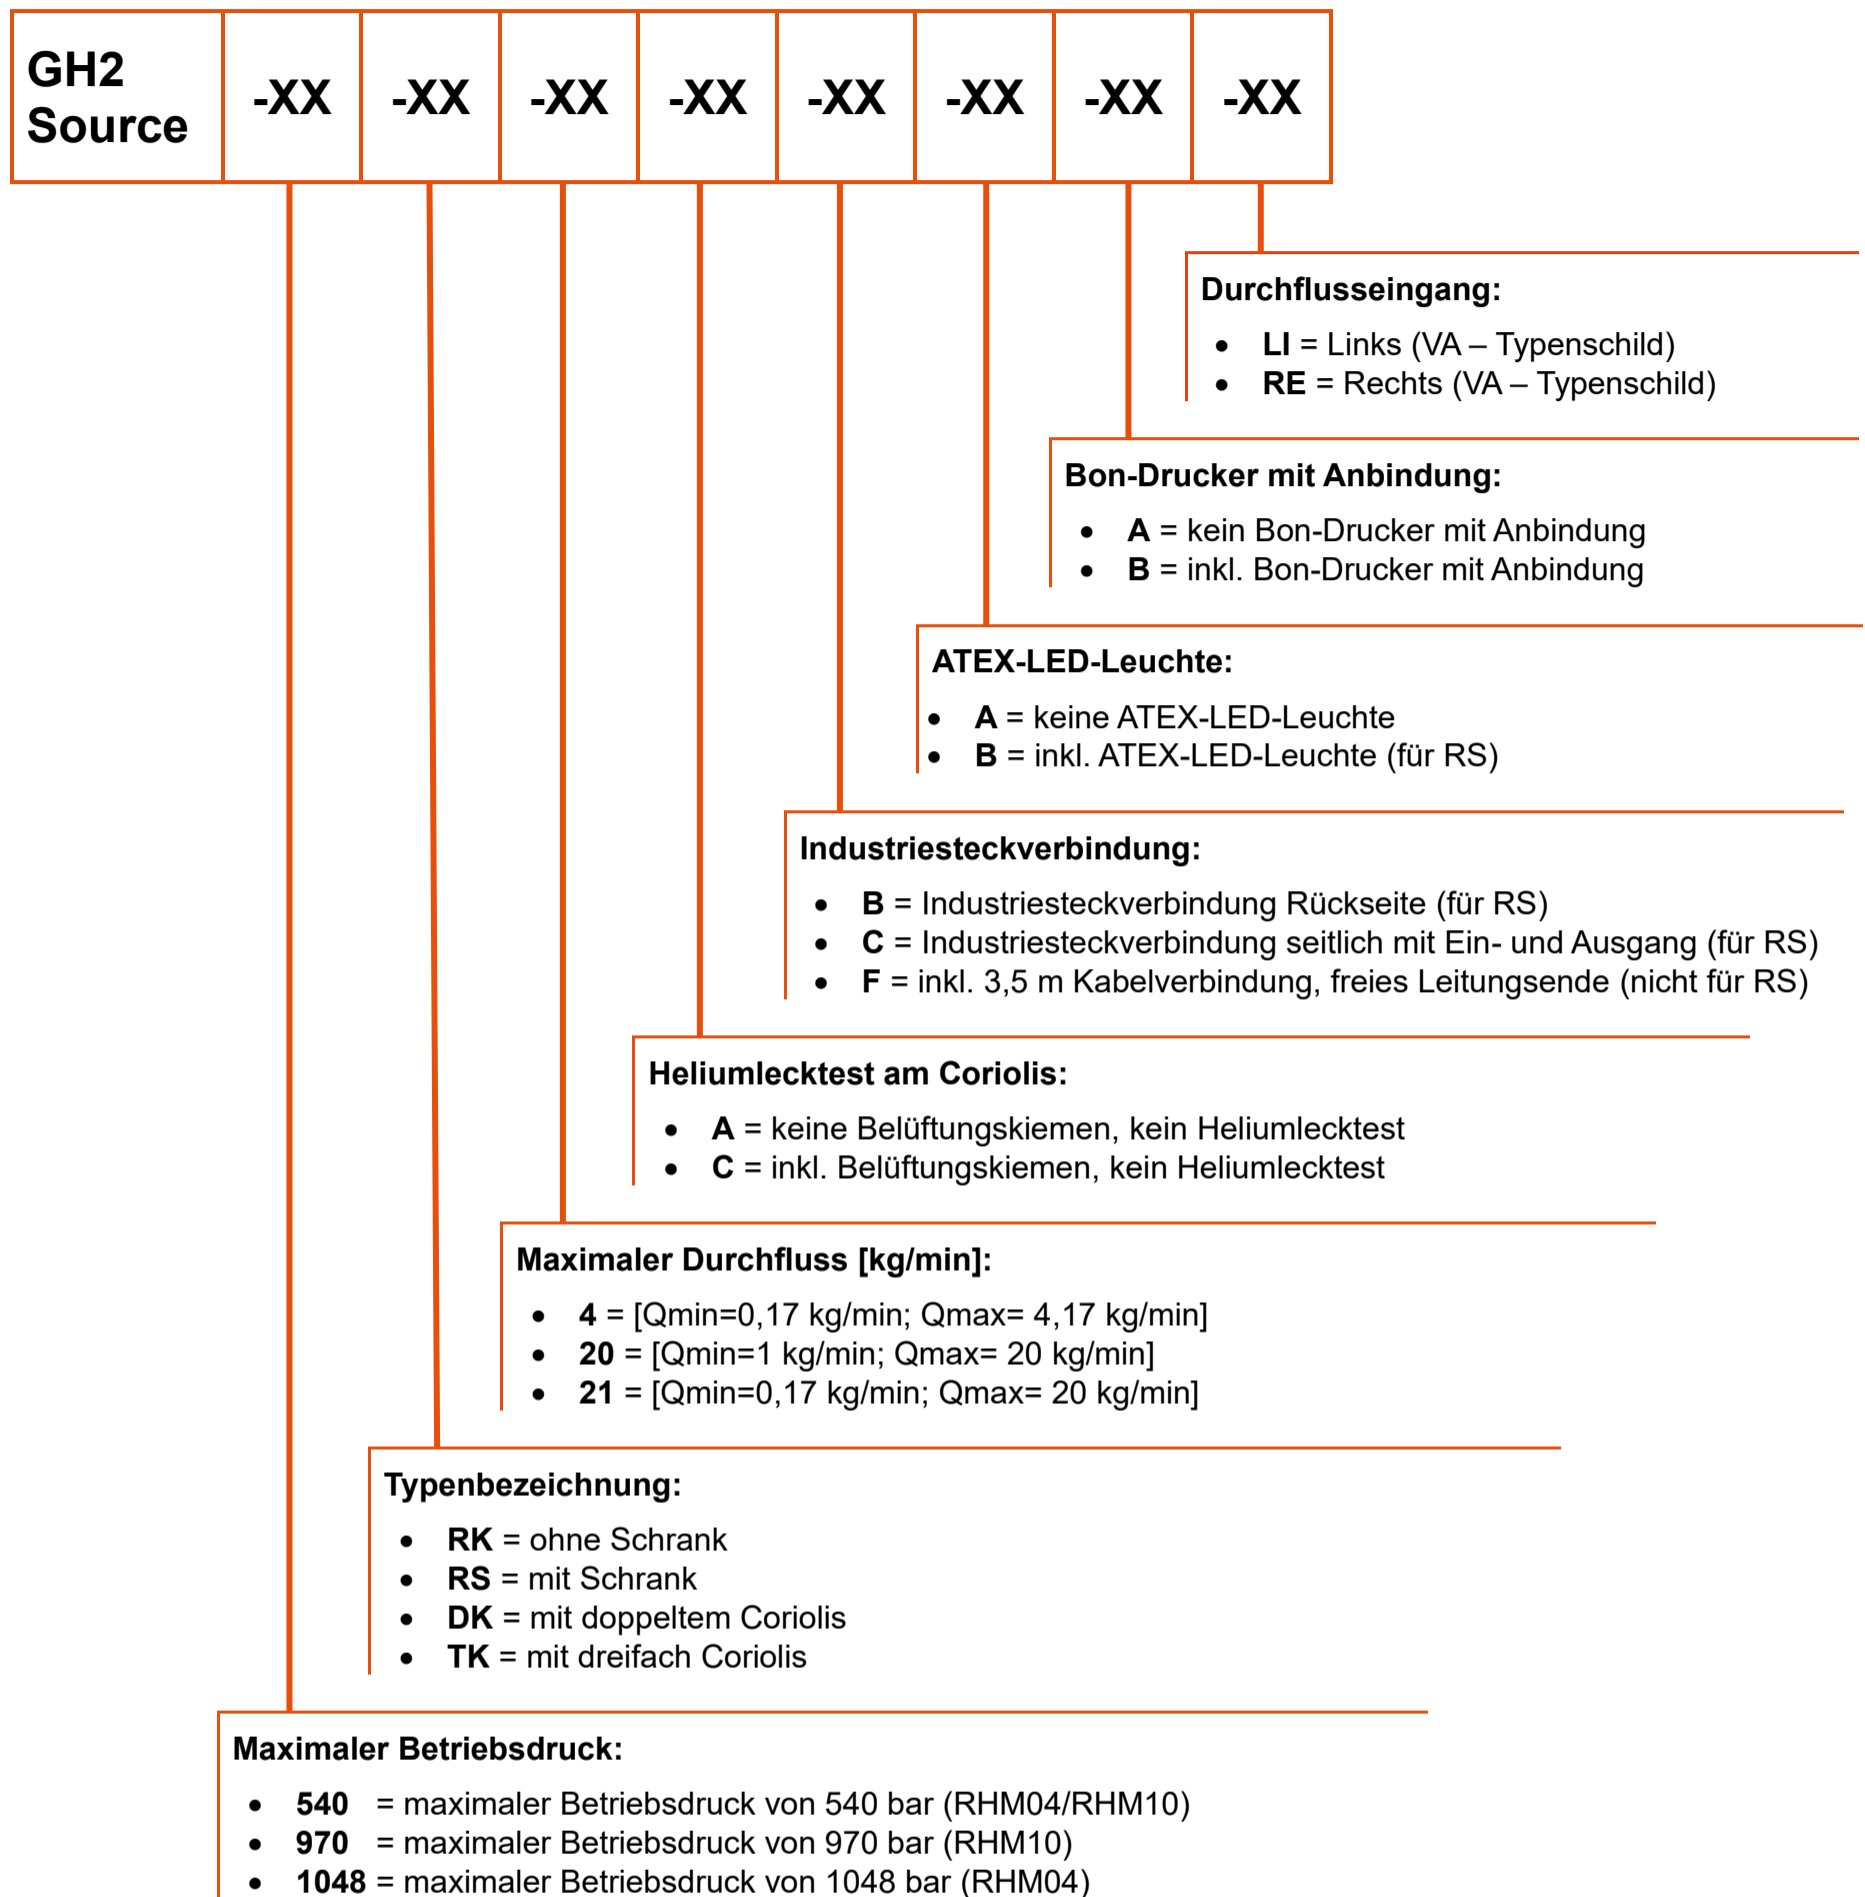 GH2
Source
-XX -XX -XX -XX -XX -XX -XX -XX
Durchflusseingang:
• LI = Links (VA – Typenschild)
• RE = Rechts (VA – Typenschild)
Bon-Drucker mit Anbindung:
• A = kein Bon-Drucker mit Anbindung
• B = inkl. Bon-Drucker mit Anbindung
ATEX-LED-Leuchte:
• A = keine ATEX-LED-Leuchte
• B = inkl. ATEX-LED-Leuchte (für RS)
Industriesteckverbindung:
• B = Industriesteckverbindung Rückseite (für RS)
• C = Industriesteckverbindung seitlich mit Ein- und Ausgang (für RS)
• F = inkl. 3,5 m Kabelverbindung, freies Leitungsende (nicht für RS)
Heliumlecktest am Coriolis:
• A = keine Belüftungskiemen, kein Heliumlecktest
• C = inkl. Belüftungskiemen, kein Heliumlecktest
Maximaler Durchfluss [kg/min]:
• 4 = [Qmin=0,17 kg/min; Qmax= 4,17 kg/min]
• 20 = [Qmin=1 kg/min; Qmax= 20 kg/min]
• 21 = [Qmin=0,17 kg/min; Qmax= 20 kg/min]
Typenbezeichnung:
• RK = ohne Schrank
• RS = mit Schrank
• DK = mit doppeltem Coriolis
• TK = mit dreifach Coriolis
Maximaler Betriebsdruck:
• 540 = maximaler Betriebsdruck von 540 bar (RHM04/RHM10)
• 970 = maximaler Betriebsdruck von 970 bar (RHM10)
• 1048 = maximaler Betriebsdruck von 1048 bar (RHM04)